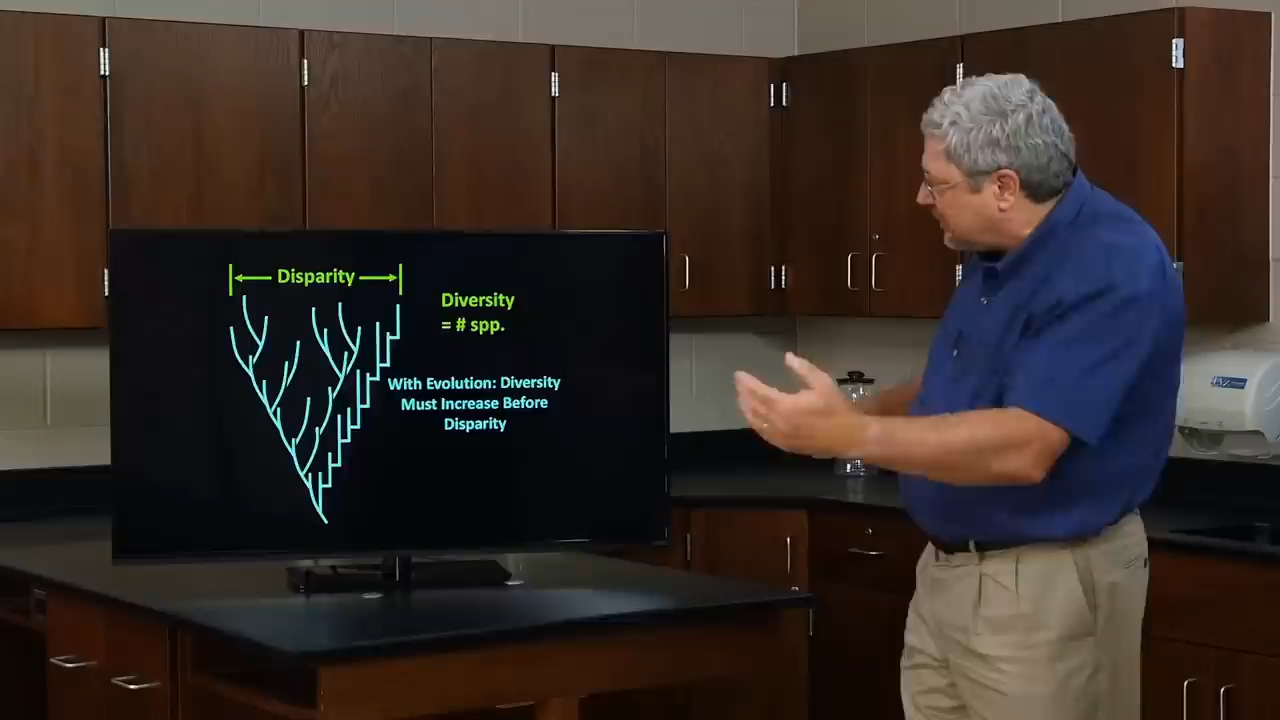 Disparity
Diversity
= # spp.
With Evolution: Diversity
Must Increase Before
Disparity